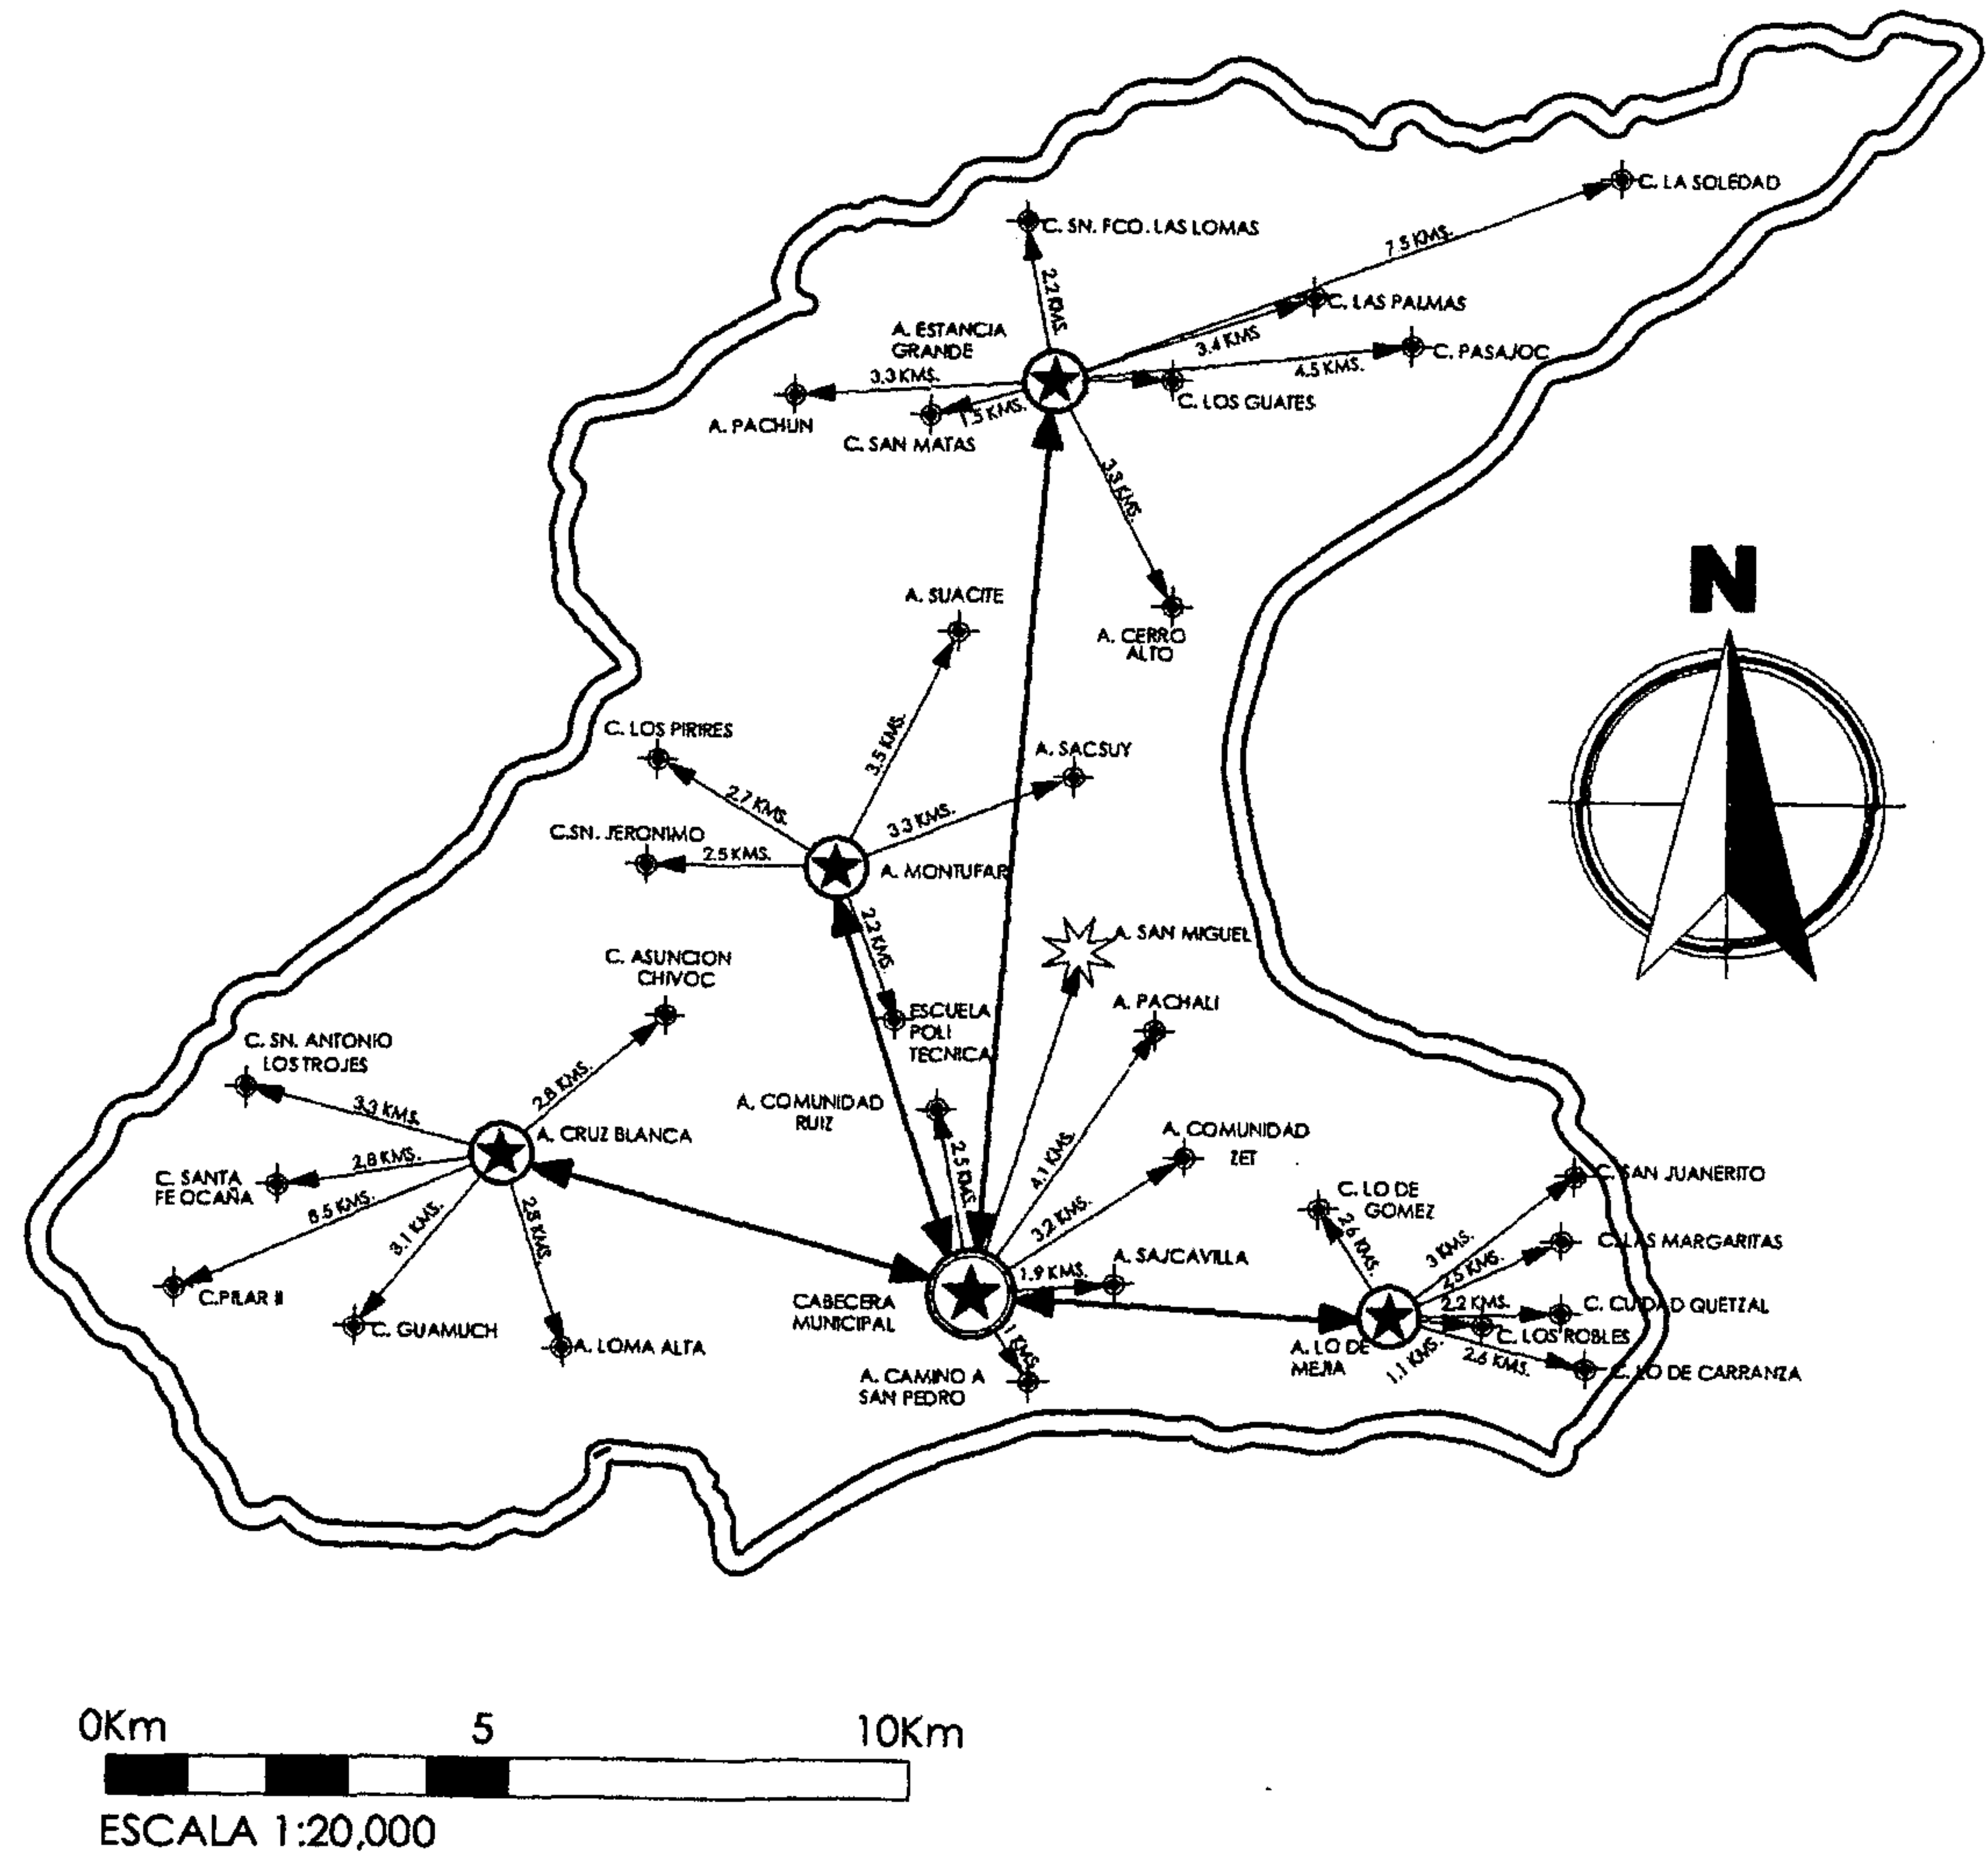 C. LA SOLEDAD
C. SN. FCO. LAS LOMAS
7.5 KMS.
2.2 KMS.
C. LAS PALMAS
A. ESTANCIA
GRANDE
3.4 KMS
C. PASAJOC
3.3 KMS.
4.5 KMS.
C. LOS GUATES
1.5 KMS.
A. PACHUN
C. SAN MATAS
3.3 KMS.
N
A. SUACITE
A. CERRO
ALTO
C. LOS PIRIRES
3.5 KMS.
A. SACSUY
2.7 KMS.
3.3 KMS.
C.SN. JERONIMO
2.5 KMS.
A. MONTUFAR
2.2 KMS.
A. SAN MIGUEL
C. ASUNCION
CHIVOC
A. PACHALI
ESCUELA
POLI
TECNICA
C. SN. ANTONIO
LOS TROJES
2.8 KMS.
3.3 KMS.
A. COMUNIDAD
RUIZ
A. CRUZ BLANCA
A. COMUNIDAD
ZET
2.5 KMS.
4.1 KMS.
2.8 KMS.
C. SANTA
FE OCAÑA
C. SAN JUANERITO
C. LO DE
GOMEZ
3.2 KMS.
3.1 KMS.
2.5 KMS.
2.6 KMS.
3 KMS.
C. LAS MARGARITAS
2.5 KMS.
A. SAJCAVILLA
1.9 KMS.
C.PILAR II
CABECERA
MUNICIPAL
2.2 KMS.
C. CUIDAD QUETZAL
C. GUAMUCH
A. LOMA ALTA
C. LOS ROBLES
1 KMS.
A. LO DE
MEJIA
1.1 KMS.
2.6 KMS.
C. LO DE CARRANZA
A. CAMINO A
SAN PEDRO
0Km 5 10Km
ESCALA 1:20,000